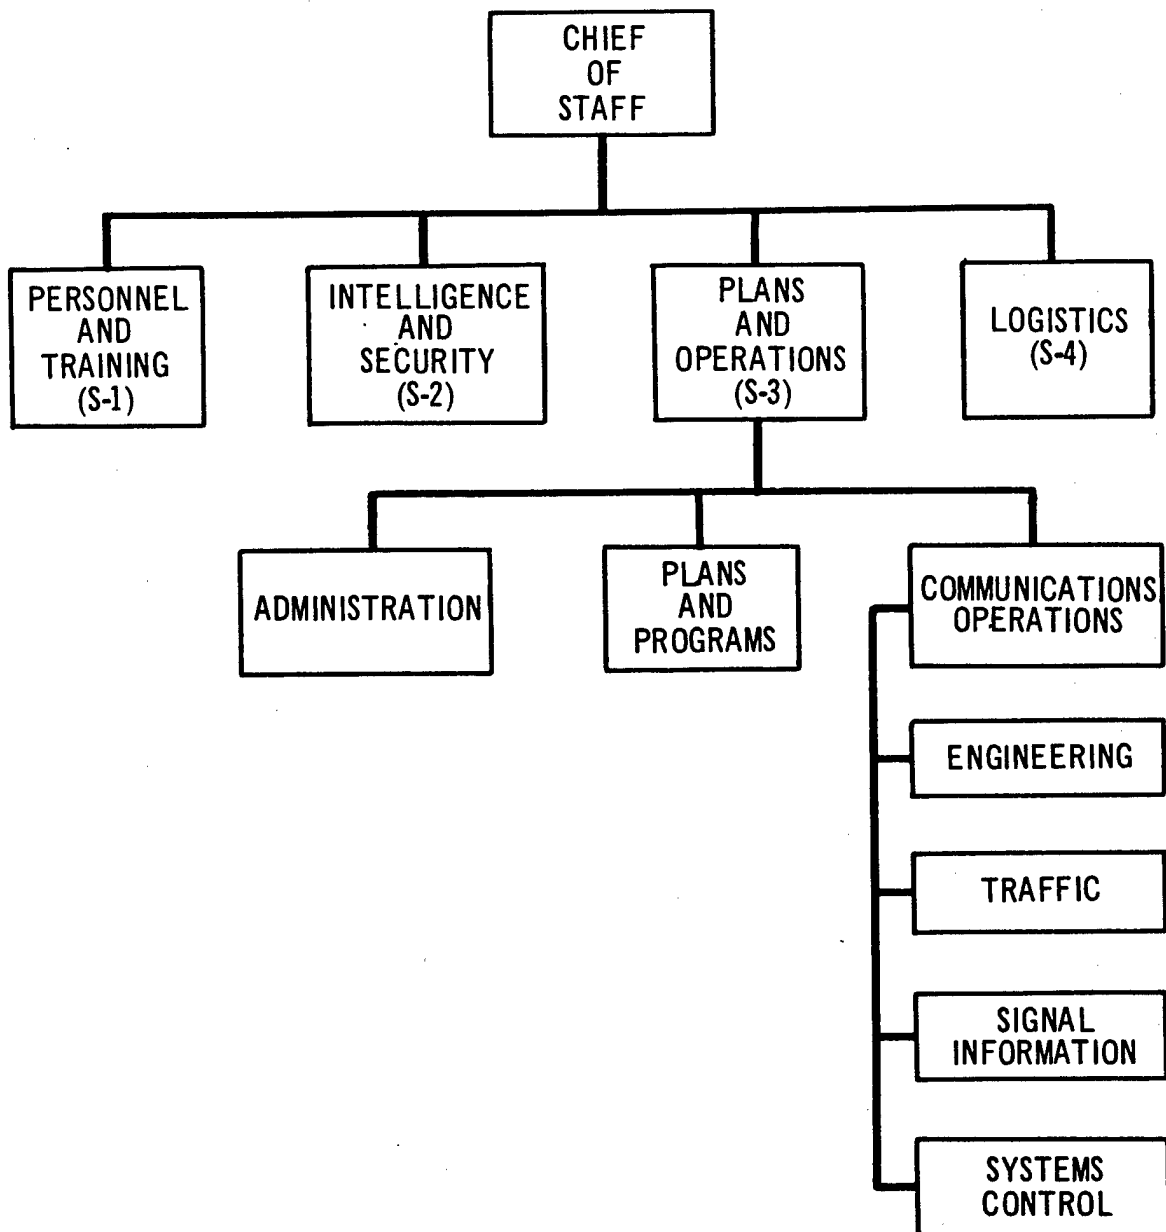 CHIEF
OF
STAFF
PERSONNEL
AND
TRAINING
(S-1)
INTELLIGENCE
AND
SECURITY
(S-2)
PLANS
AND
OPERATIONS
(S-3)
LOGISTICS
(S-4)
ADMINISTRATION
PLANS
AND
PROGRAMS
COMMUNICATIONS
OPERATIONS
ENGINEERING
TRAFFIC
SIGNAL
INFORMATION
SYSTEMS
CONTROL